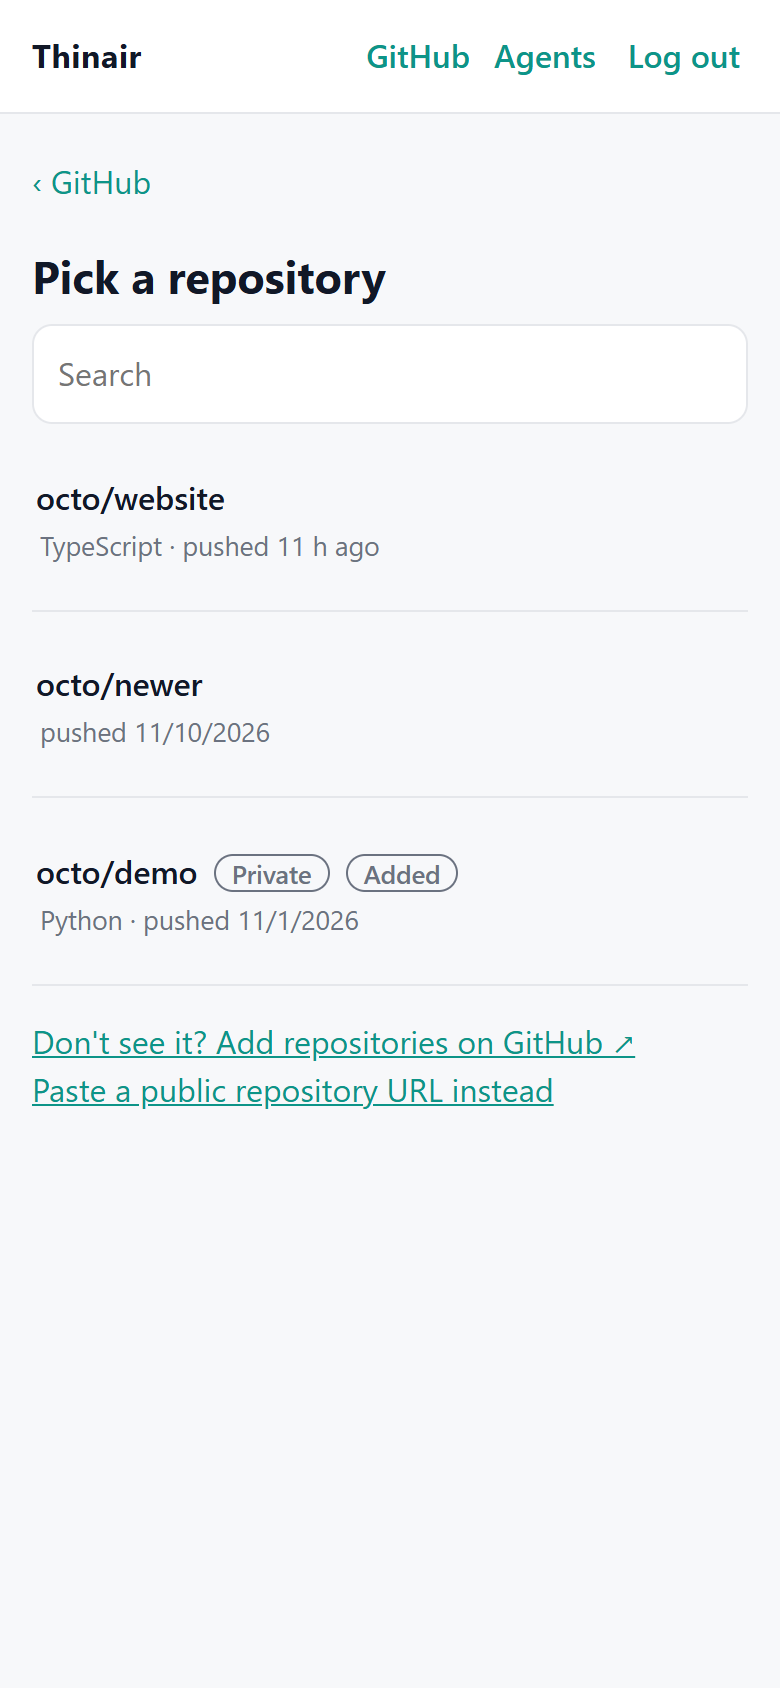 Thinair GitHub Agents Log out
‹ GitHub
Pick a repository
Search
octo/website
TypeScript · pushed 11 h ago
octo/newer
pushed 11/10/2026
octo/demo Private Added
Python · pushed 11/1/2026
Don't see it? Add repositories on GitHub ↗
Paste a public repository URL instead